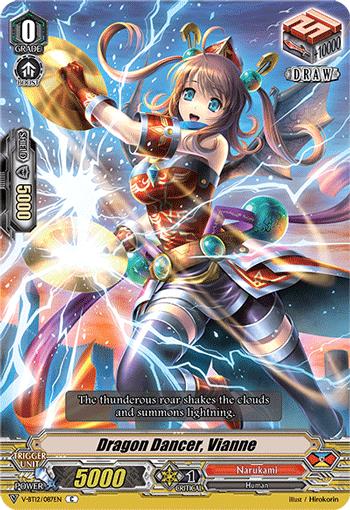 0
GRADE
+10000
DRAW
BOOST
SHIELD 5000
The thunderous roar shakes the clouds
and summons lightning.
Dragon Dancer, Vianne
TRIGGER
UNIT
POWER 5000
1
CRITICAL
Narukami
Human
V-BT12/087EN C
illust / Hirokorin